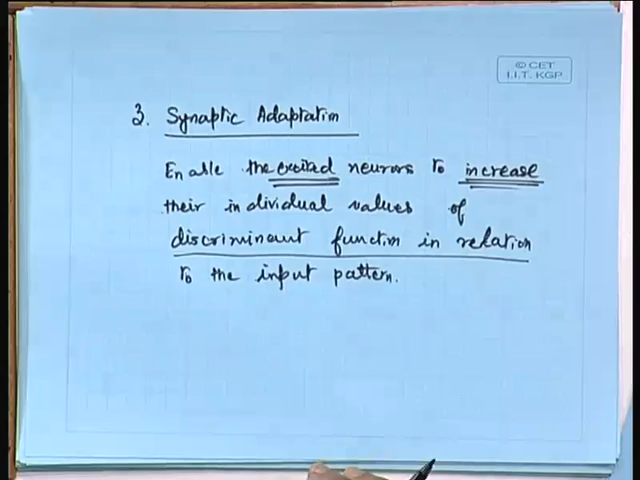 © CET
I.I.T. KGP
3. Synaptic Adaptation
Enable the excited neurons to increase
their individual values of
discriminant function in relation
to the input pattern.